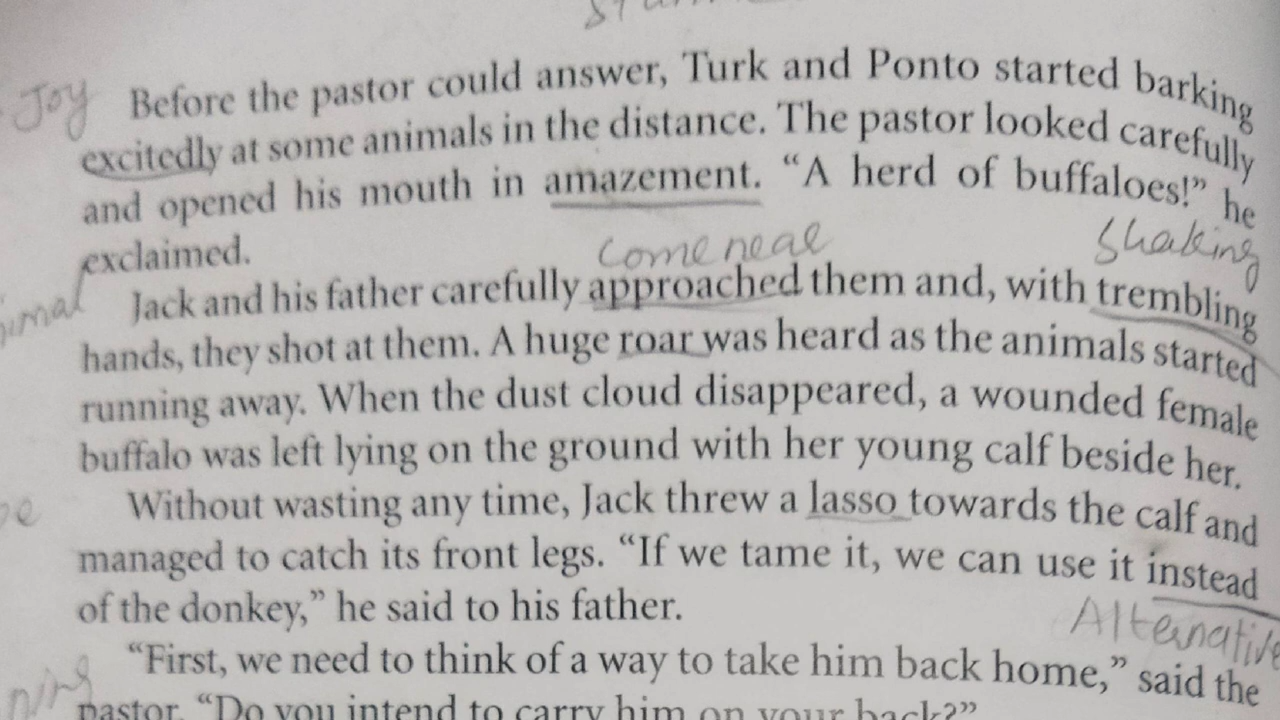 Joy
Before the pastor could answer, Turk and Ponto started barking
excitedly at some animals in the distance. The pastor looked carefully
and opened his mouth in amazement. “A herd of buffaloes!” he
exclaimed.
come near
Shaking
Jack and his father carefully approached them and, with trembling
hands, they shot at them. A huge roar was heard as the animals started
running away. When the dust cloud disappeared, a wounded female
buffalo was left lying on the ground with her young calf beside her.
Without wasting any time, Jack threw a lasso towards the calf and
managed to catch its front legs. “If we tame it, we can use it instead
of the donkey,” he said to his father.
Alternative
“First, we need to think of a way to take him back home,” said the
pastor. “Do you intend to carry him on your back?”